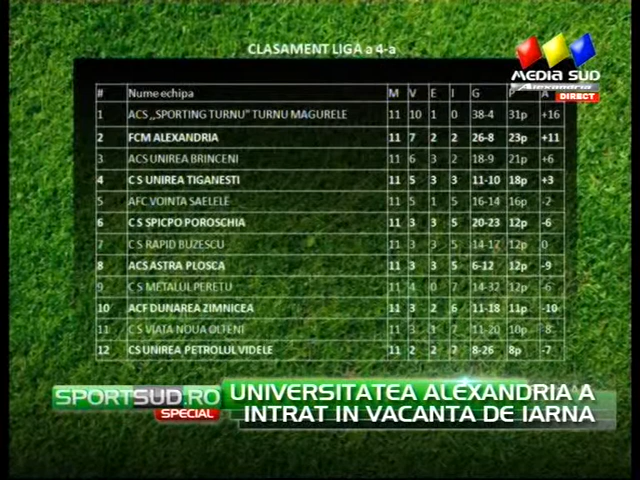 CLASAMENT LIGA a 4-a
MEDIA SUD
Alexandria
DIRECT
# Nume echipa M V E I G P A
1 ACS „SPORTING TURNU" TURNU MAGURELE 11 10 1 0 38-4 31p +16
2 FCM ALEXANDRIA 11 7 2 2 26-8 23p +11
3 ACS UNIREA BRINCENI 11 6 3 2 18-9 21p +6
4 C S UNIREA TIGANESTI 11 5 3 3 11-10 18p +3
5 AFC VOINTA SAELELE 11 5 1 5 16-14 16p -2
6 C S SPICPO POROSCHIA 11 3 3 5 20-23 12p -6
7 C S RAPID BUZESCU 11 3 3 5 14-17 12p 0
8 ACS ASTRA PLOSCA 11 3 3 5 6-12 12p -9
9 C S METALUL PERETU 11 4 0 7 14-32 12p -6
10 ACF DUNAREA ZIMNICEA 11 3 2 6 11-18 11p -10
11 C S VIATA NOUA OLTENI 11 3 1 7 11-20 10p -8
12 CS UNIREA PETROLUL VIDELE 11 2 2 7 8-26 8p -7
SPORTSUD.RO
SPECIAL
UNIVERSITATEA ALEXANDRIA A
INTRAT IN VACANTA DE IARNA